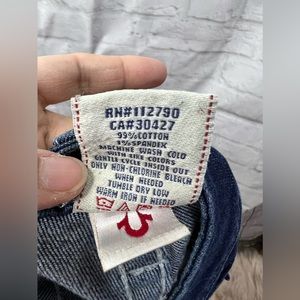 RN#112790
CA#30427
99%COTTON
1%SPANDEX
MACHINE WASH COLD
WITH LIKE COLORS
GENTLE CYCLE INSIDE OUT
ONLY NON-CHLORINE BLEACH
WHEN NEEDED
TUMBLE DRY LOW
WARM IRON IF NEEDED